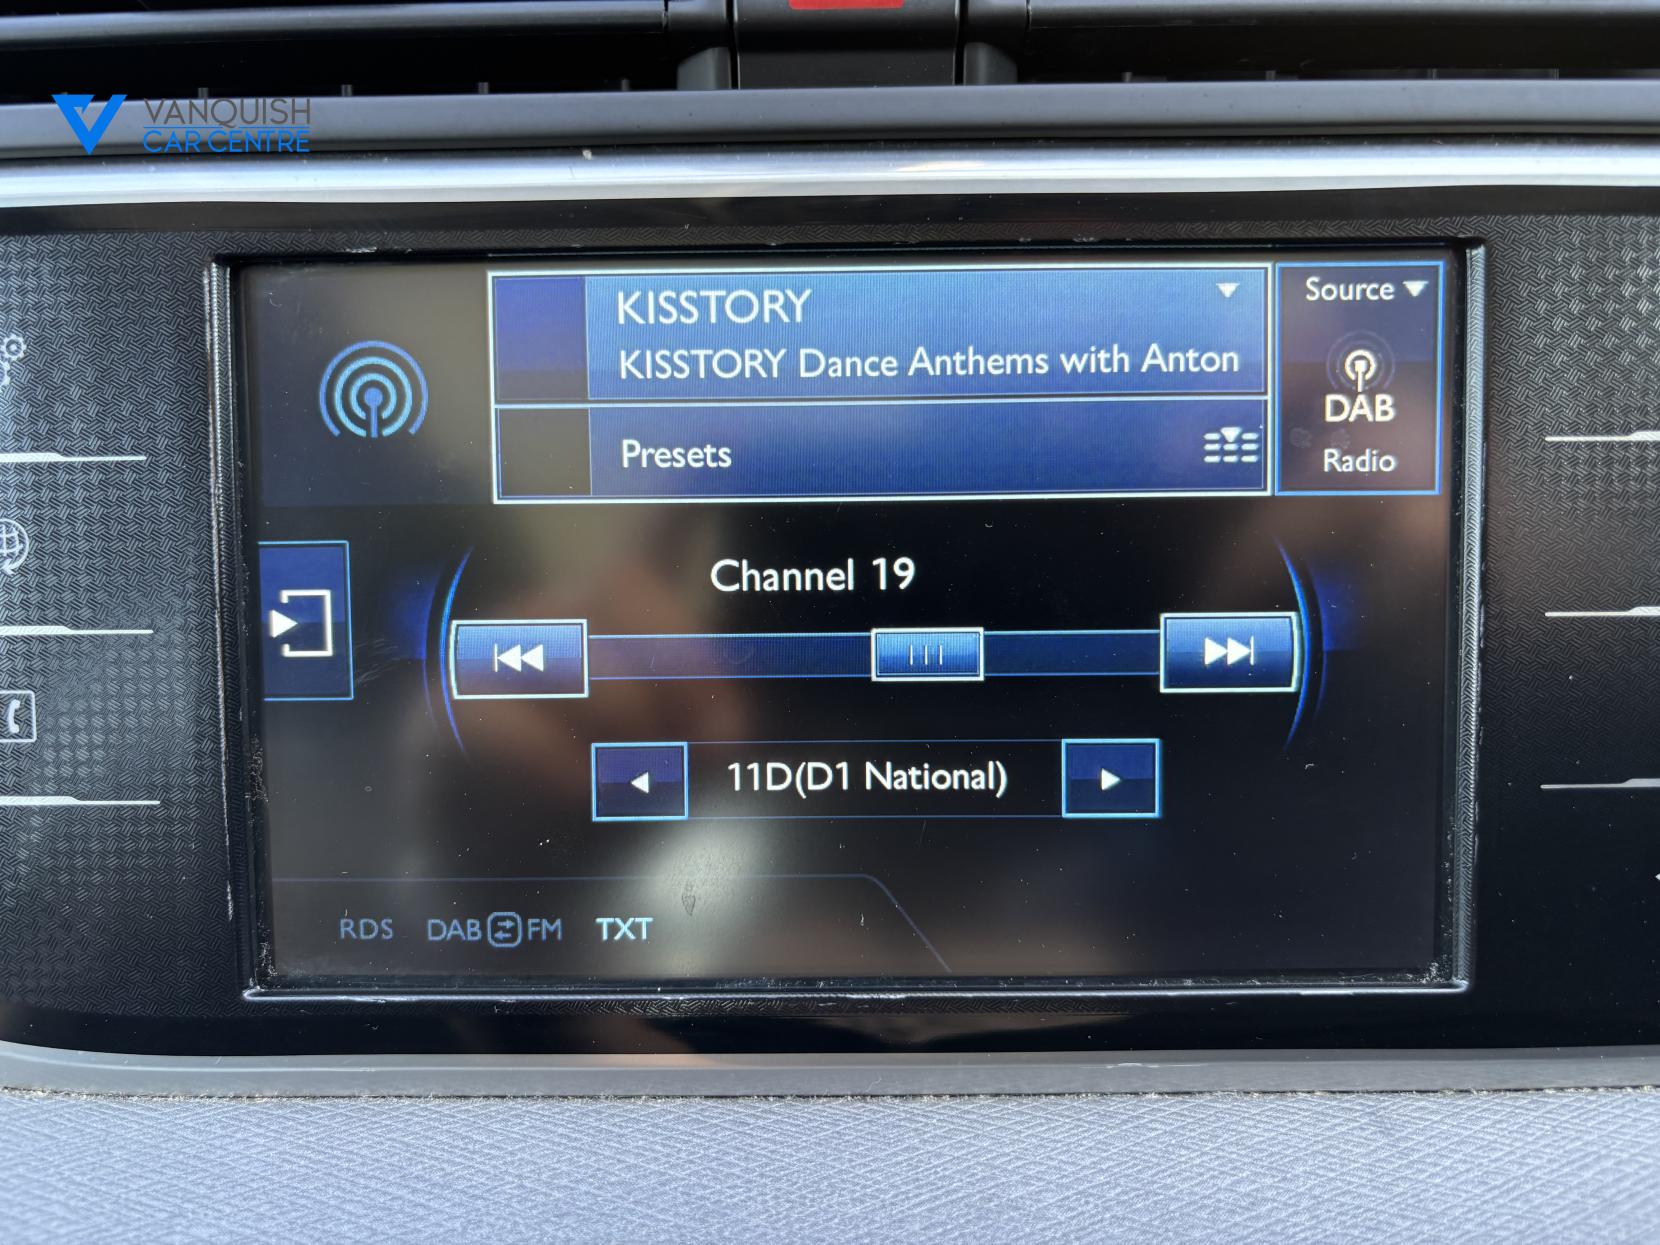 VANQUISH
CAR CENTRE
KISSTORY
Source
KISSTORY Dance Anthems with Anton
DAB
Presets
Radio
Channel 19
11D(D1 National)
RDS DAB FM TXT